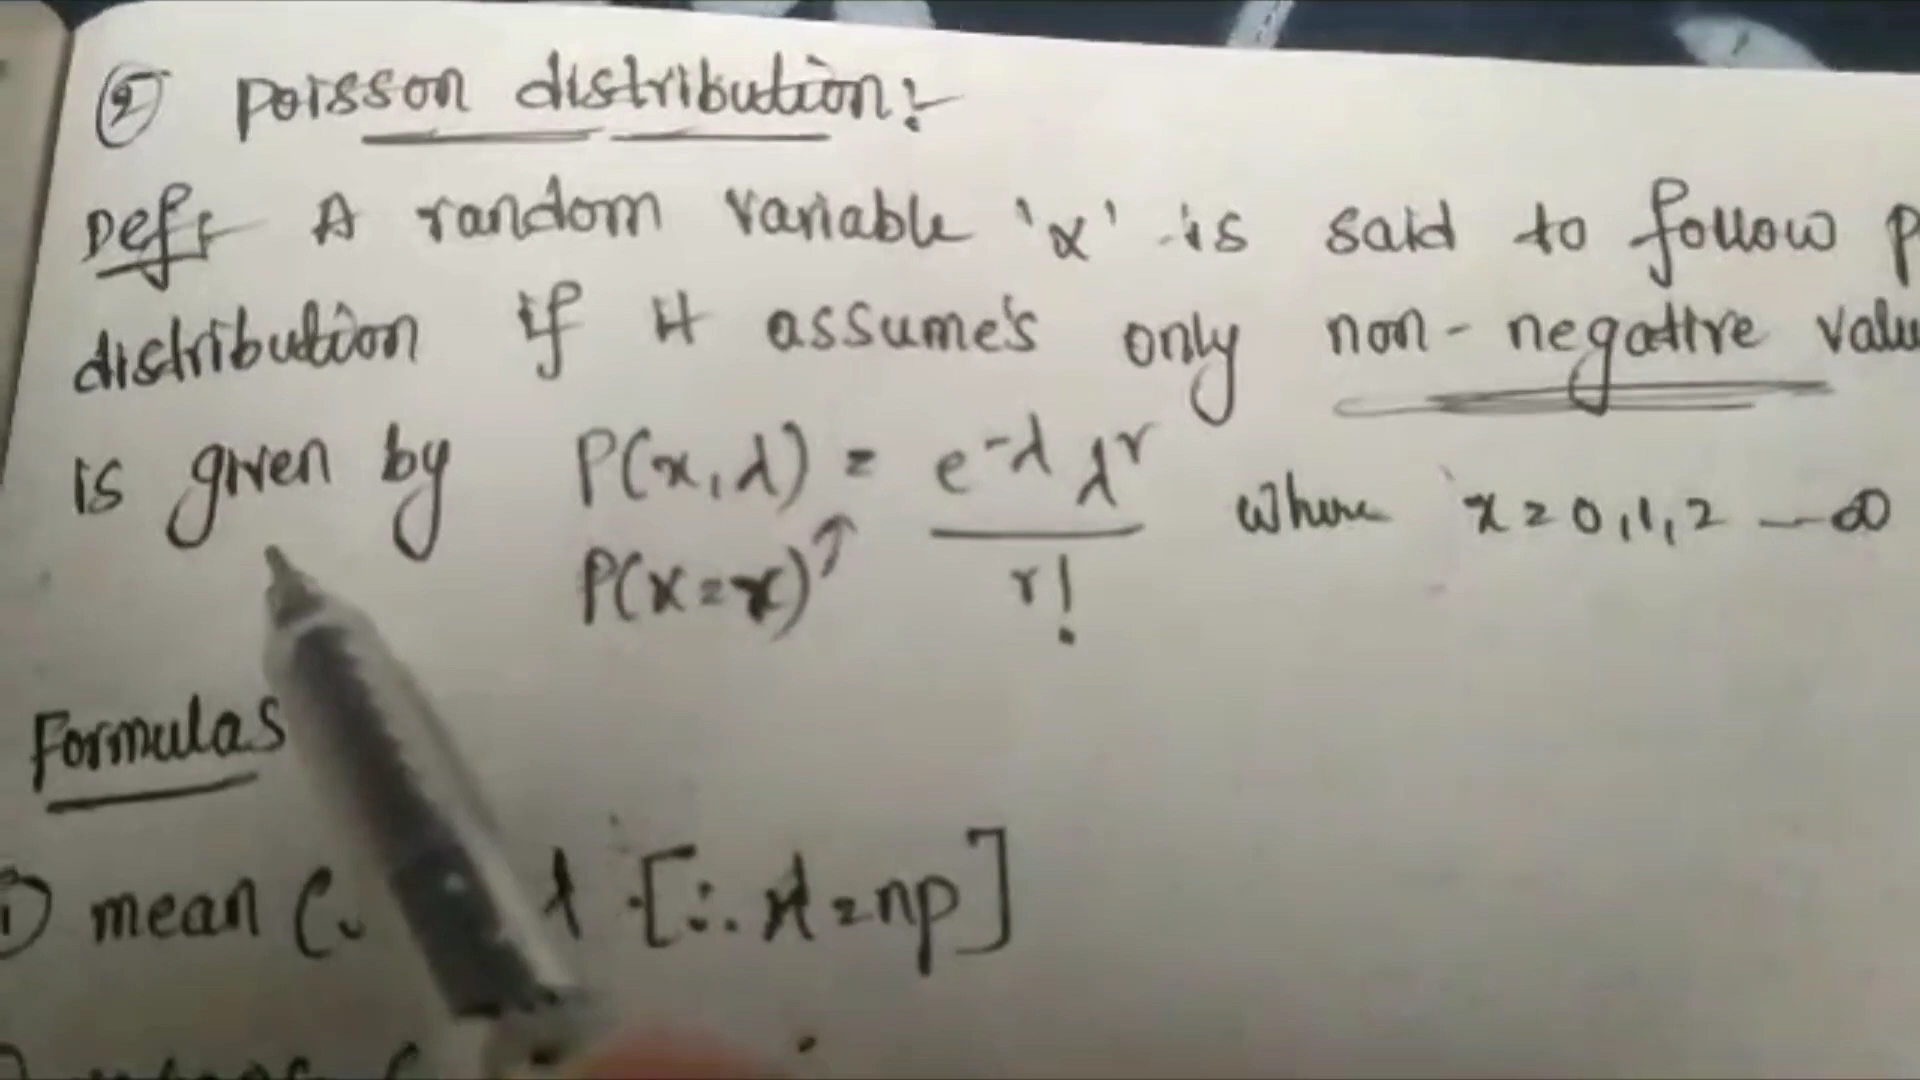 ② Poisson distribution:-
Def:- A random variable 'x' is said to follow P
distribution if it assume's only non-negative valu
is given by P(x,λ) = e^-λ λ^r / r! where x=0,1,2 --∞
P(X=x)↑
Formulas
i) mean ( λ [∴ λ=np]